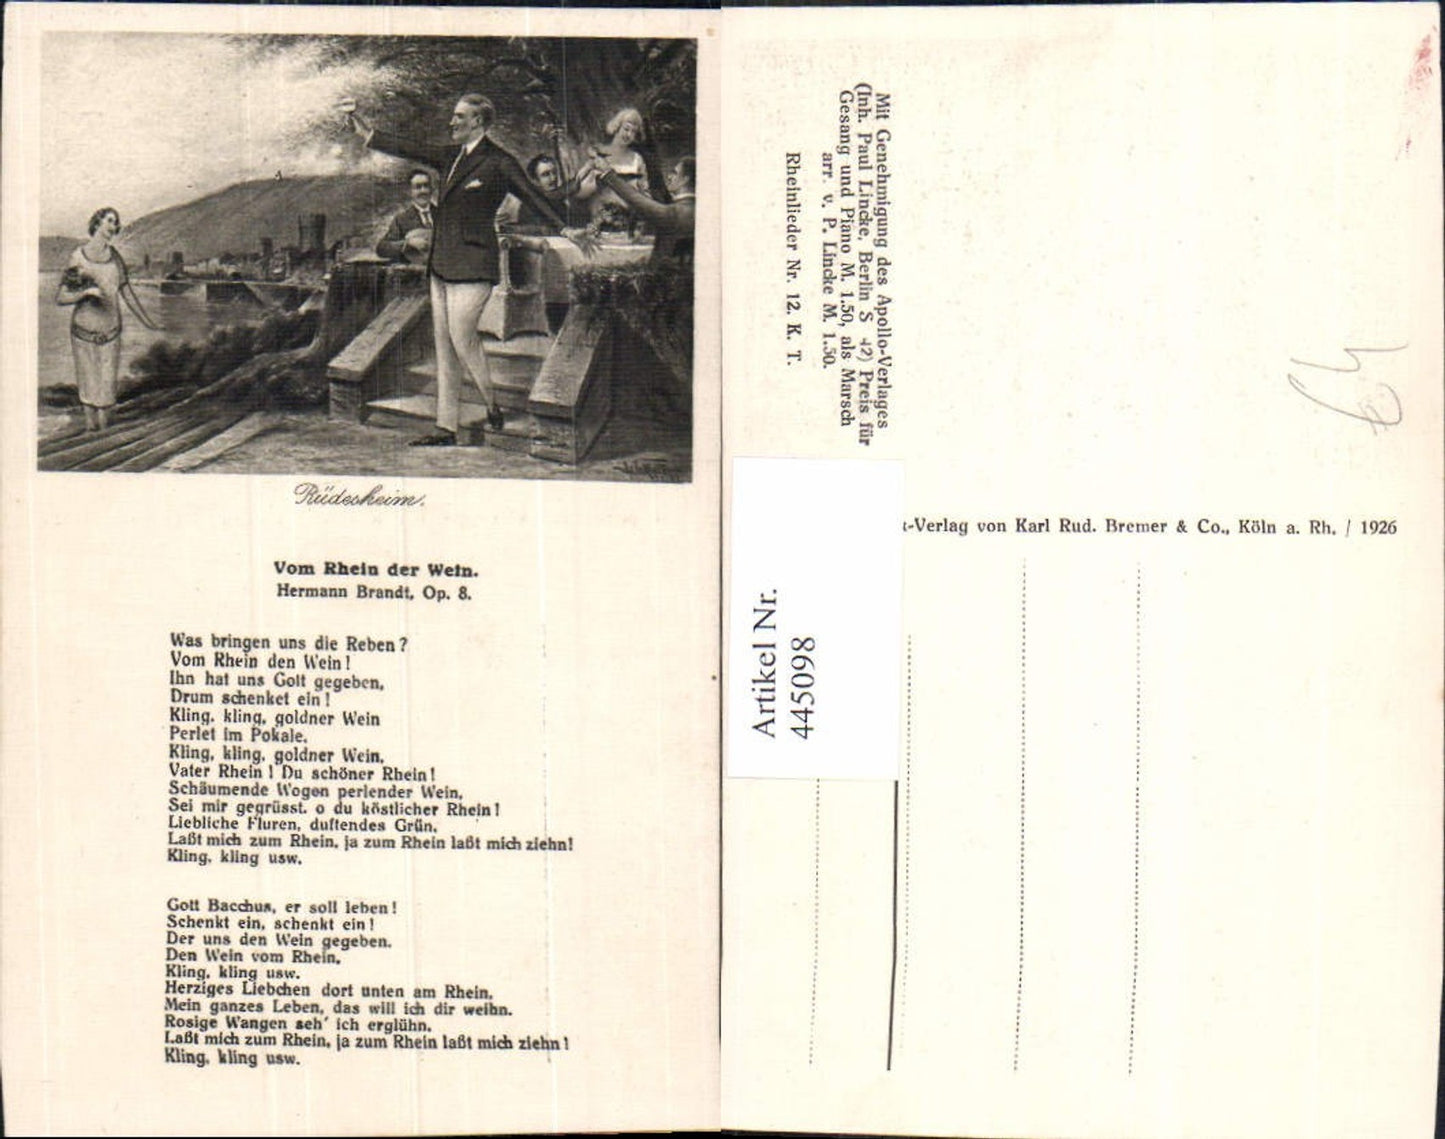 Rüdesheim.
Vom Rhein der Wein.
Hermann Brandt, Op. 8.
Was bringen uns die Reben?
Vom Rhein den Wein!
Ihn hat uns Gott gegeben,
Drum schenket ein!
Kling, kling, goldner Wein
Perlet im Pokale.
Kling, kling, goldner Wein,
Vater Rhein! Du schöner Rhein!
Schäumende Wogen perlender Wein,
Sei mir gegrüsst. o du köstlicher Rhein!
Liebliche Fluren, duftendes Grün,
Laßt mich zum Rhein, ja zum Rhein laßt mich ziehn!
Kling, kling usw.
Gott Bacchus, er soll leben!
Schenkt ein, schenkt ein!
Der uns den Wein gegeben,
Den Wein vom Rhein,
Kling, kling usw.
Herziges Liebchen dort unten am Rhein,
Mein ganzes Leben, das will ich dir weihn.
Rosige Wangen seh' ich erglühn,
Laßt mich zum Rhein, ja zum Rhein laßt mich ziehn!
Kling, kling usw.
Mit Genehmigung des Apollo-Verlages
(Inh. Paul Lincke, Berlin S 42) Preis für
Gesang und Piano M. 1.50, als Marsch
arr. v. P. Lincke M. 1.50.
Rheinlieder Nr. 12. K. T.
-Verlag von Karl Rud. Bremer & Co., Köln a. Rh. / 1926
Artikel Nr.
445098